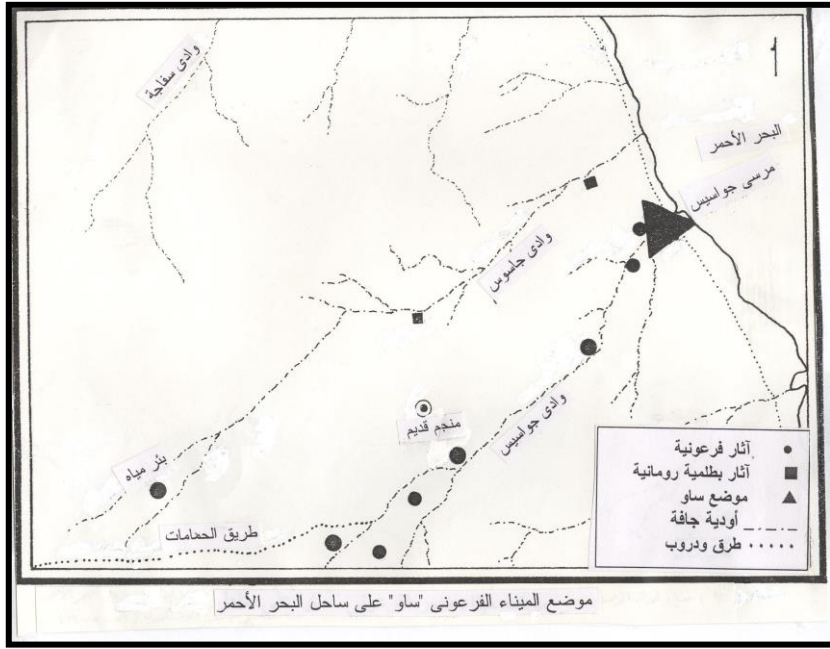 وادى سفاجة
البحر الأحمر
مرسى جواسيس
وادى جاسوس
وادى جواسيس
منجم قديم
بئر مياه
طريق الحمامات
آثار فرعونية
آثار بطلمية رومانية
موضع ساو
أودية جافة
طرق ودروب
موضع الميناء الفرعونى "ساو" على ساحل البحر الأحمر